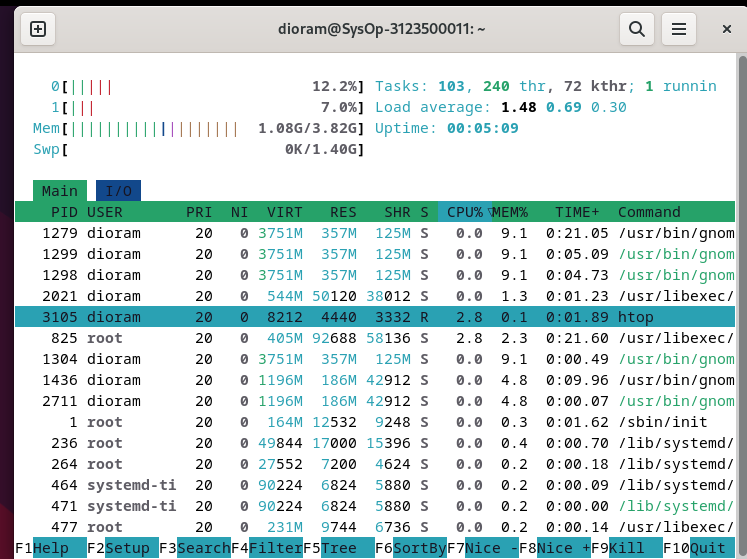 dioram@SysOp-3123500011: ~
0[||||| 12.2%] Tasks: 103, 240 thr, 72 kthr; 1 runnin
1[||| 7.0%] Load average: 1.48 0.69 0.30
Mem[||||||||||||||||||| 1.08G/3.82G] Uptime: 00:05:09
Swp[ 0K/1.40G]
Main I/O
PID USER PRI NI VIRT RES SHR S CPU%▽MEM% TIME+ Command
1279 dioram 20 0 3751M 357M 125M S 0.0 9.1 0:21.05 /usr/bin/gnom
1299 dioram 20 0 3751M 357M 125M S 0.0 9.1 0:05.09 /usr/bin/gnom
1298 dioram 20 0 3751M 357M 125M S 0.0 9.1 0:04.73 /usr/bin/gnom
2021 dioram 20 0 544M 50120 38012 S 0.0 1.3 0:01.23 /usr/libexec/
3105 dioram 20 0 8212 4440 3332 R 2.8 0.1 0:01.89 htop
825 root 20 0 405M 92688 58136 S 2.8 2.3 0:21.60 /usr/libexec/
1304 dioram 20 0 3751M 357M 125M S 0.0 9.1 0:00.49 /usr/bin/gnom
1436 dioram 20 0 1196M 186M 42912 S 0.0 4.8 0:09.96 /usr/bin/gnom
2711 dioram 20 0 1196M 186M 42912 S 0.0 4.8 0:00.07 /usr/bin/gnom
1 root 20 0 164M 12532 9248 S 0.0 0.3 0:01.62 /sbin/init
236 root 20 0 49844 17000 15396 S 0.0 0.4 0:00.70 /lib/systemd/
264 root 20 0 27552 7200 4624 S 0.0 0.2 0:00.18 /lib/systemd/
464 systemd-ti 20 0 90224 6824 5880 S 0.0 0.2 0:00.09 /lib/systemd/
471 systemd-ti 20 0 90224 6824 5880 S 0.0 0.2 0:00.00 /lib/systemd/
477 root 20 0 231M 9744 6736 S 0.0 0.2 0:00.14 /usr/libexec/
F1Help F2Setup F3SearchF4FilterF5Tree F6SortByF7Nice -F8Nice +F9Kill F10Quit